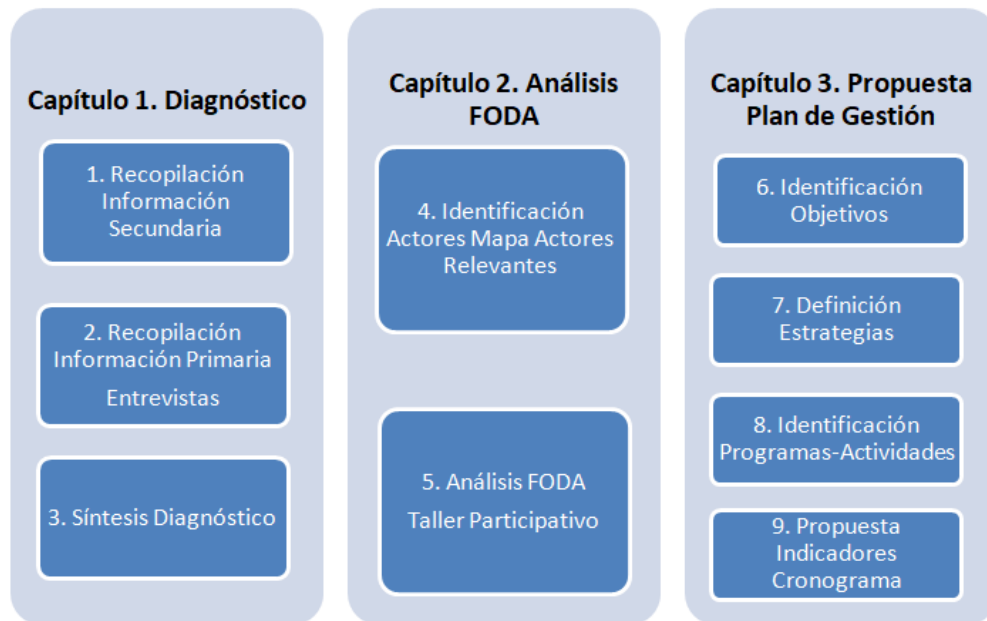 Capítulo 1. Diagnóstico
1. Recopilación
Información
Secundaria
2. Recopilación
Información Primaria
Entrevistas
3. Síntesis Diagnóstico
Capítulo 2. Análisis
FODA
4. Identificación
Actores Mapa Actores
Relevantes
5. Análisis FODA
Taller Participativo
Capítulo 3. Propuesta
Plan de Gestión
6. Identificación
Objetivos
7. Definición
Estrategias
8. Identificación
Programas-Actividades
9. Propuesta
Indicadores
Cronograma